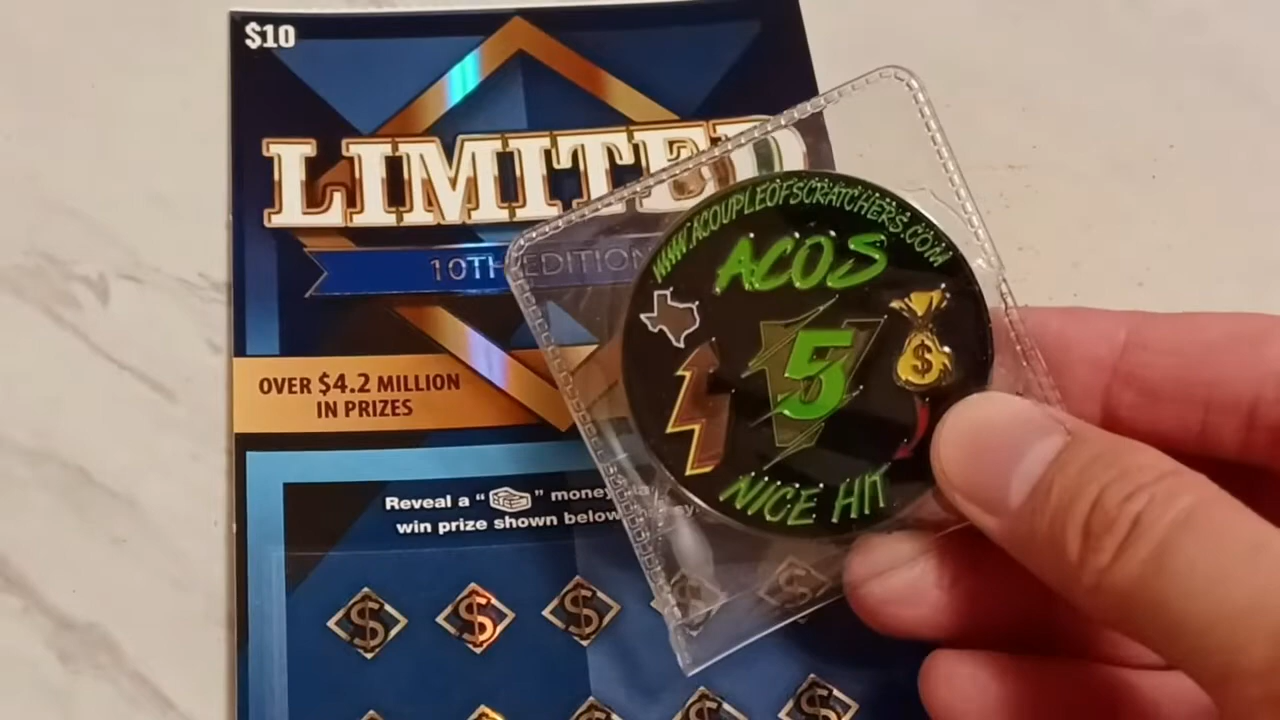 $10
LIMITED
10TH EDITION
OVER $4.2 MILLION
IN PRIZES
Reveal a " " money
win prize shown below
WWW.ACOUPLEOFSCRATCHERS.COM
ACOS
5
$
NICE HIT
$ $ $ $ $